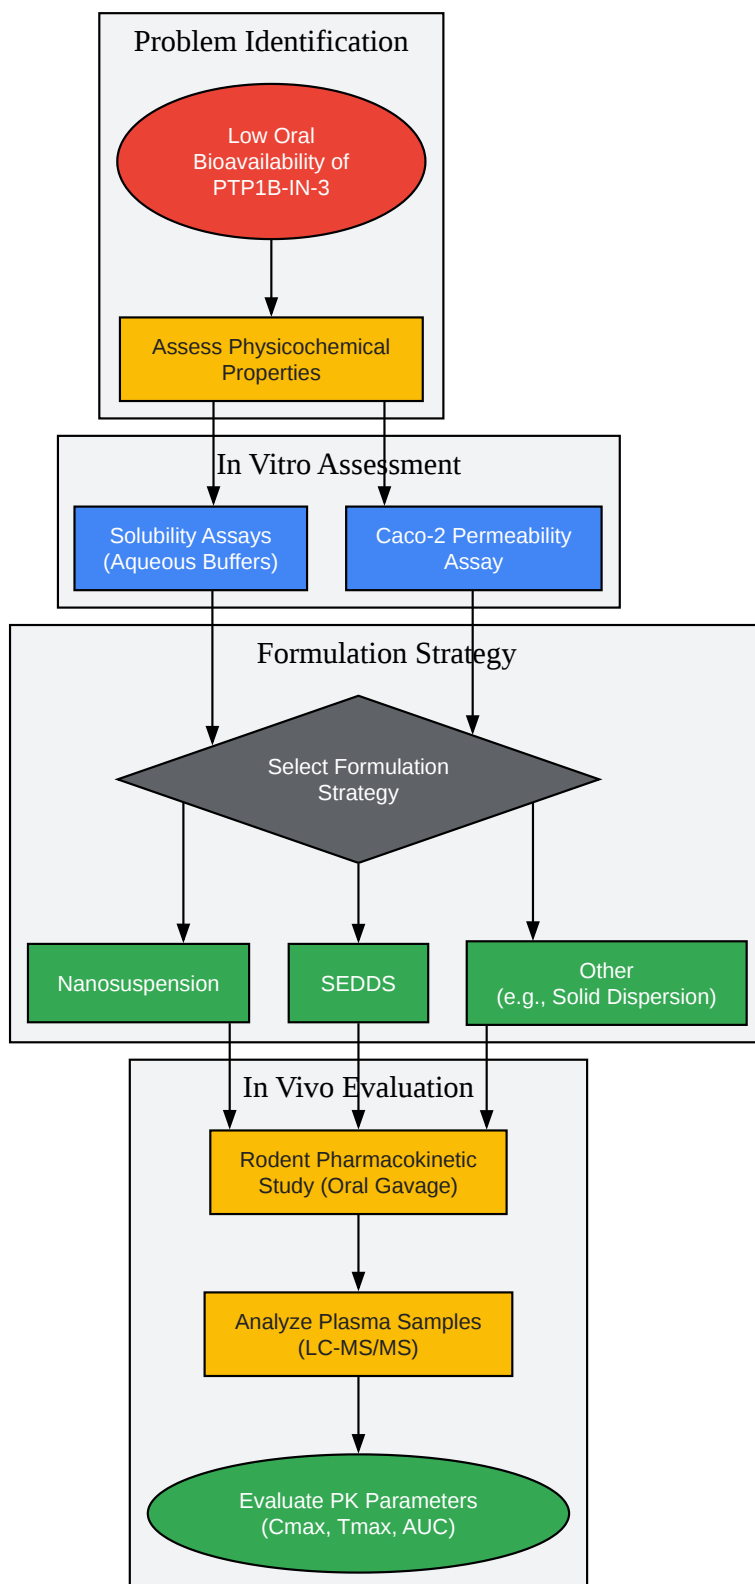 Problem Identification
Low Oral
Bioavailability of
PTP1B-IN-3
Assess Physicochemical
Properties
In Vitro Assessment
Solubility Assays
(Aqueous Buffers)
Caco-2 Permeability
Assay
Formulation Strategy
Select Formulation
Strategy
Nanosuspension
SEDDS
Other
(e.g., Solid Dispersion)
In Vivo Evaluation
Rodent Pharmacokinetic
Study (Oral Gavage)
Analyze Plasma Samples
(LC-MS/MS)
Evaluate PK Parameters
(Cmax, Tmax, AUC)